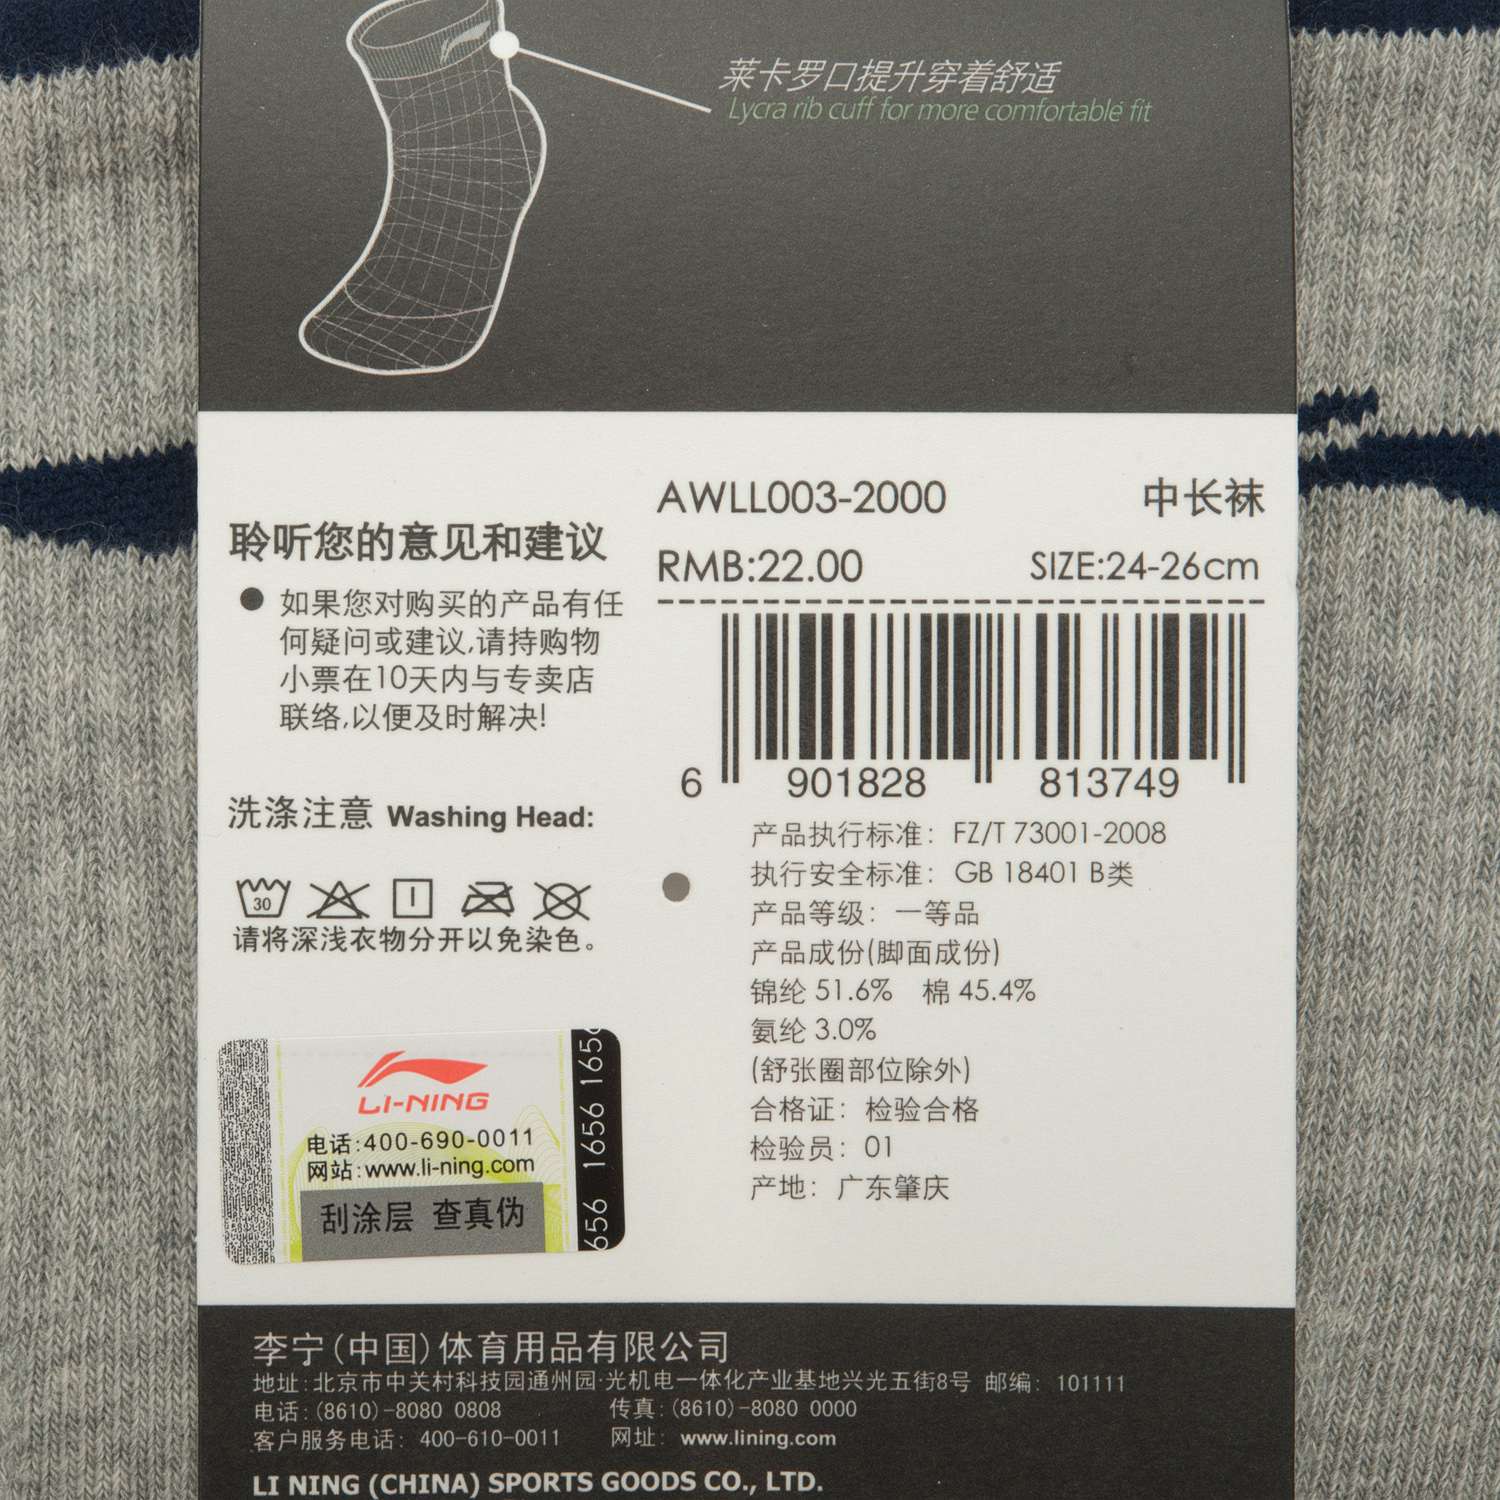 莱卡罗口提升穿着舒适
Lycra rib cuff for more comfortable fit
AWLL003-2000 中长袜
RMB:22.00 SIZE:24-26cm
聆听您的意见和建议
● 如果您对购买的产品有任
何疑问或建议,请持购物
小票在10天内与专卖店
联络,以便及时解决!
6 901828 813749
洗涤注意 Washing Head:
30
请将深浅衣物分开以免染色。
产品执行标准: FZ/T 73001-2008
执行安全标准: GB 18401 B类
产品等级: 一等品
产品成份(脚面成份)
锦纶 51.6% 棉 45.4%
氨纶 3.0%
(舒张圈部位除外)
合格证: 检验合格
检验员: 01
产地: 广东肇庆
LI-NING
电话:400-690-0011
网站:www.li-ning.com
刮涂层 查真伪
656 1656 165
李宁(中国)体育用品有限公司
地址:北京市中关村科技园通州园·光机电一体化产业基地兴光五街8号 邮编: 101111
电话:(8610)-8080 0808 传真:(8610)-8080 0000
客户服务电话: 400-610-0011 网址: www.lining.com
LI NING (CHINA) SPORTS GOODS CO., LTD.